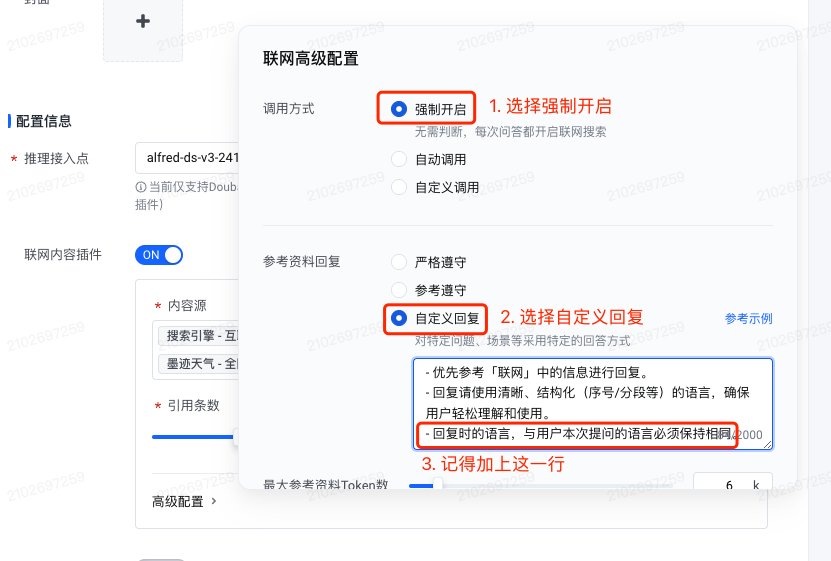 封面
+
联网高级配置
调用方式
强制开启
1. 选择强制开启
无需判断，每次问答都开启联网搜索
自动调用
自定义调用
配置信息
* 推理接入点
alfred-ds-v3-241
当前仅支持Douba
插件）
联网内容插件
ON
参考资料回复
严格遵守
参考遵守
自定义回复
2. 选择自定义回复
参考示例
对特定问题、场景等采用特定的回答方式
* 内容源
搜索引擎 - 互
墨迹天气 - 全
- 优先参考「联网」中的信息进行回复。
- 回复请使用清晰、结构化（序号/分段等）的语言，确保
用户轻松理解和使用。
- 回复时的语言，与用户本次提问的语言必须保持相同。
/2000
3. 记得加上这一行
* 引用条数
最大参考资料Token数
6 k
高级配置 >
2102697259